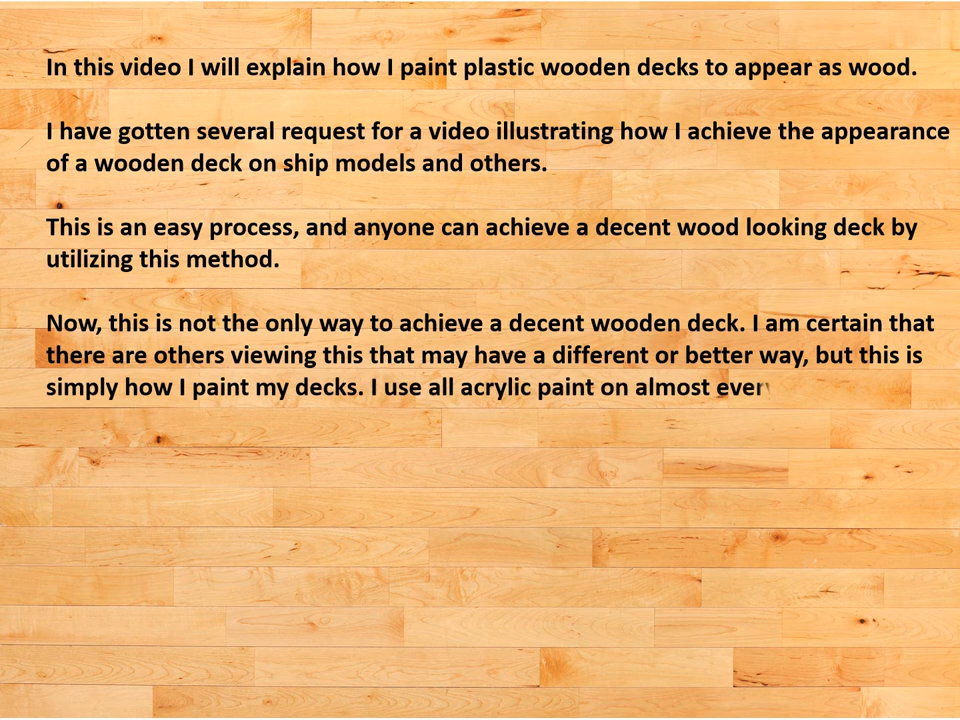 In this video I will explain how I paint plastic wooden decks to appear as wood.
I have gotten several request for a video illustrating how I achieve the appearance
of a wooden deck on ship models and others.
This is an easy process, and anyone can achieve a decent wood looking deck by
utilizing this method.
Now, this is not the only way to achieve a decent wooden deck. I am certain that
there are others viewing this that may have a different or better way, but this is
simply how I paint my decks. I use all acrylic paint on almost